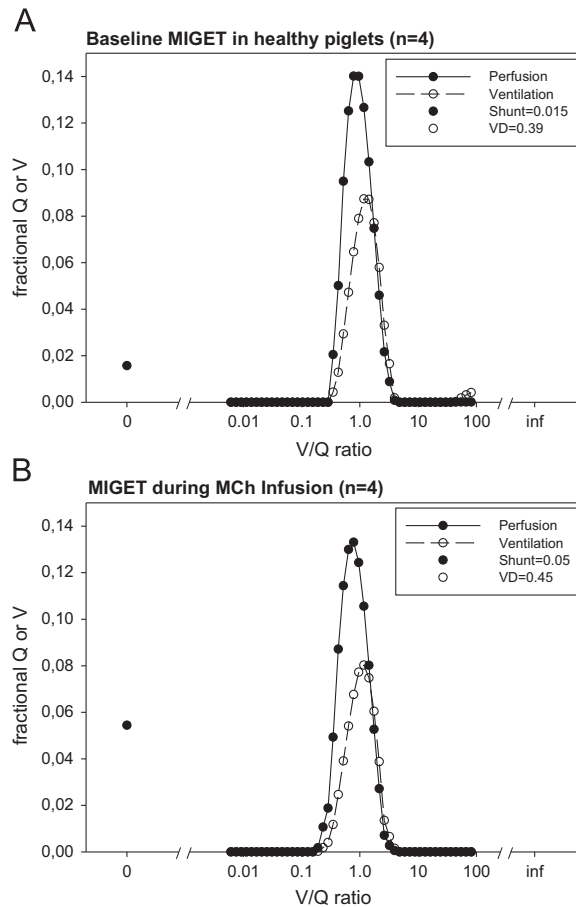 A
Baseline MIGET in healthy piglets (n=4)
0,14
0,12
0,10
0,08
0,06
0,04
0,02
0,00
fractional Q or V
Perfusion
Ventilation
Shunt=0.015
VD=0.39
0
0.01
0.1
1.0
10
100
inf
V/Q ratio
B
MIGET during MCh Infusion (n=4)
0,14
0,12
0,10
0,08
0,06
0,04
0,02
0,00
fractional Q or V
Perfusion
Ventilation
Shunt=0.05
VD=0.45
0
0.01
0.1
1.0
10
100
inf
V/Q ratio